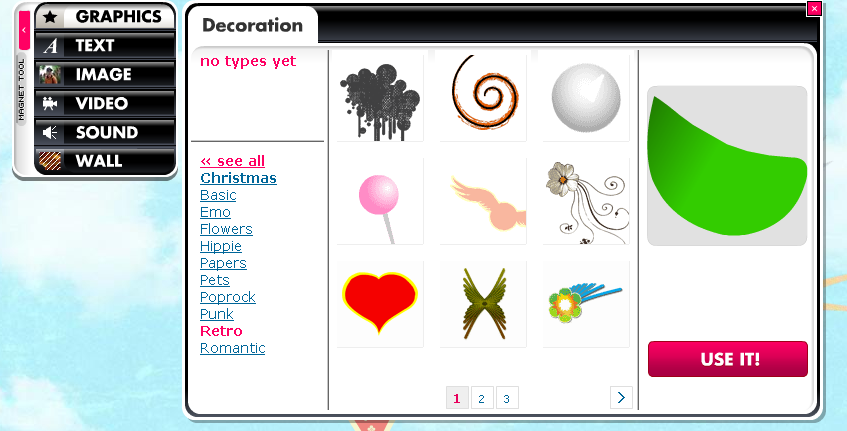 GRAPHICS
TEXT
IMAGE
VIDEO
SOUND
WALL
MAGNET TOOL
Decoration
no types yet
<< see all
Christmas
Basic
Emo
Flowers
Hippie
Papers
Pets
Poprock
Punk
Retro
Romantic
1 2 3
USE IT!